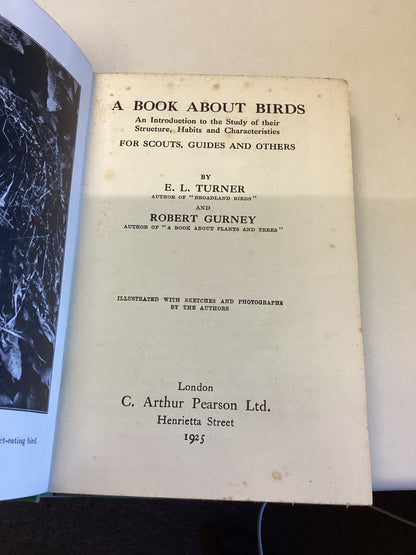 A BOOK ABOUT BIRDS
An Introduction to the Study of their
Structure, Habits and Characteristics
FOR SCOUTS, GUIDES AND OTHERS
BY
E. L. TURNER
AUTHOR OF "BROADLAND BIRDS"
AND
ROBERT GURNEY
AUTHOR OF "A BOOK ABOUT PLANTS AND TREES"
ILLUSTRATED WITH SKETCHES AND PHOTOGRAPHS
BY THE AUTHORS
London
C. Arthur Pearson Ltd.
Henrietta Street
1925
-eating bird